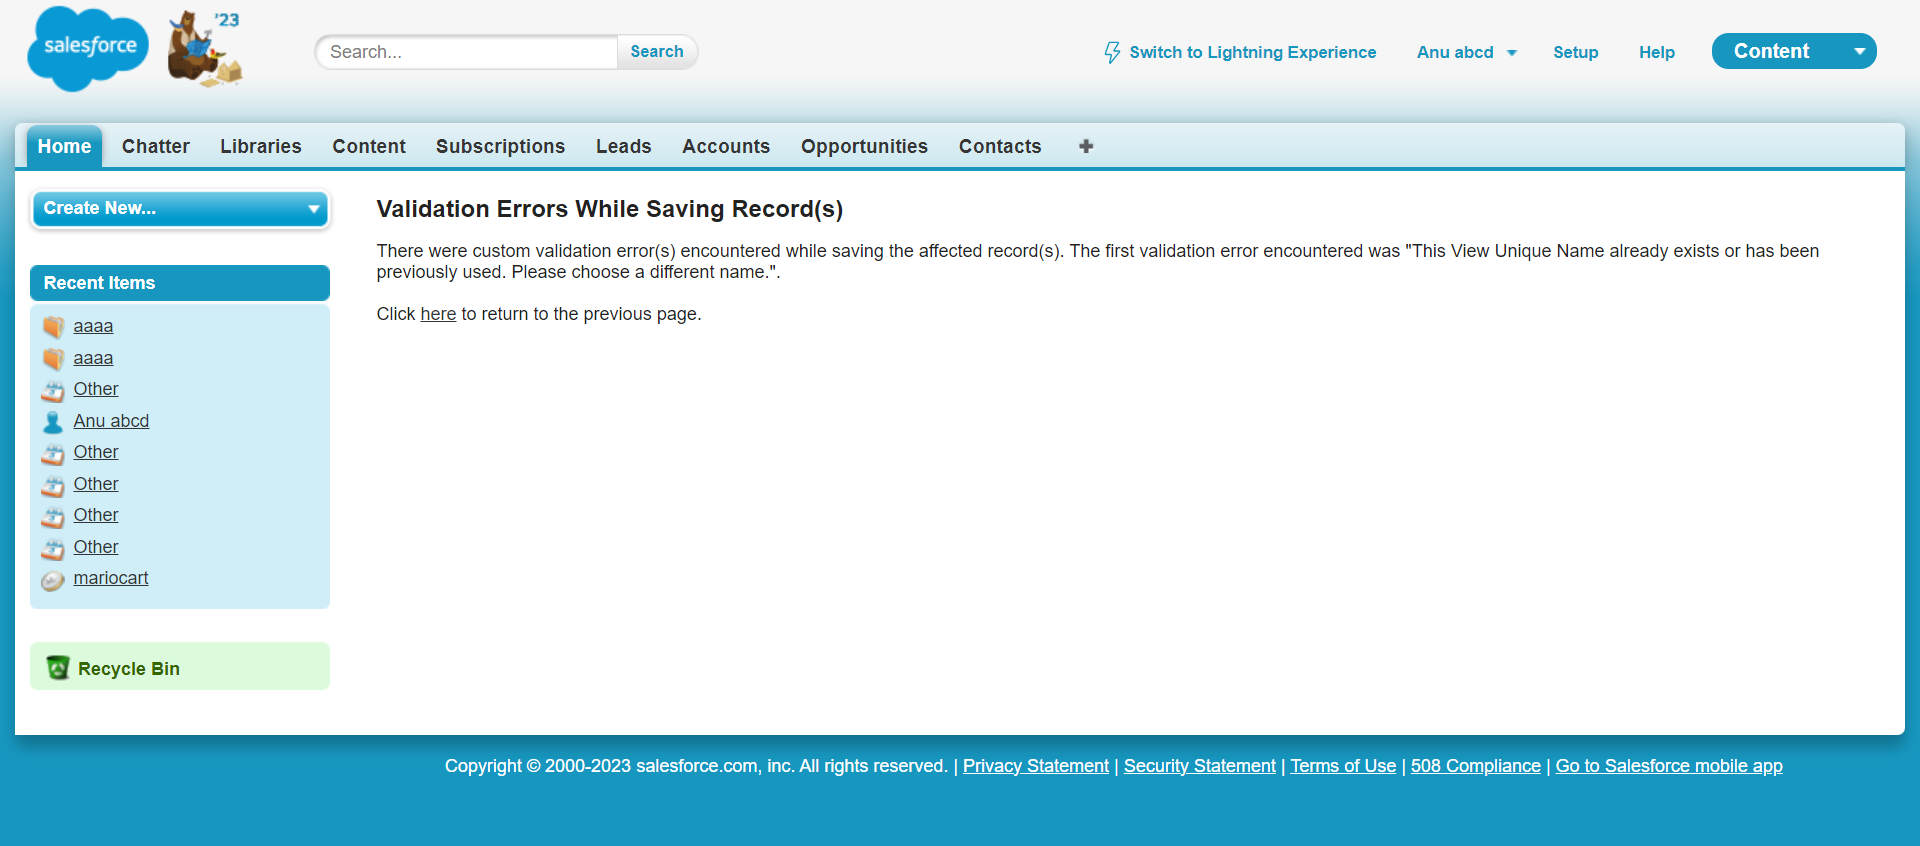 salesforce
'23
Search...
Search
Switch to Lightning Experience
Anu abcd
Setup
Help
Content
Home
Chatter
Libraries
Content
Subscriptions
Leads
Accounts
Opportunities
Contacts
Create New...
Recent Items
aaaa
aaaa
Other
Anu abcd
Other
Other
Other
Other
mariocart
Recycle Bin
Validation Errors While Saving Record(s)
There were custom validation error(s) encountered while saving the affected record(s). The first validation error encountered was "This View Unique Name already exists or has been
previously used. Please choose a different name.".
Click here to return to the previous page.
Copyright © 2000-2023 salesforce.com, inc. All rights reserved. | Privacy Statement | Security Statement | Terms of Use | 508 Compliance | Go to Salesforce mobile app